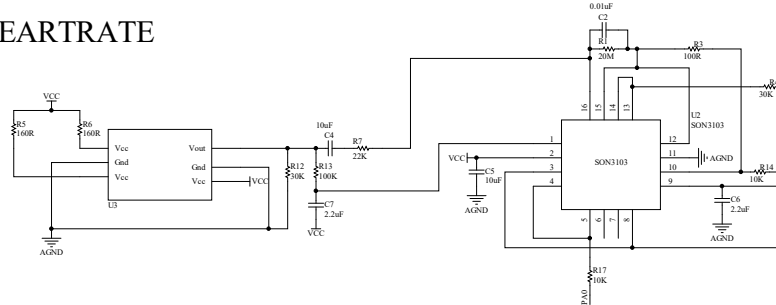 EARTRATE
0.01uF
C2
R1
20M
R3
100R
30K
VCC
R5
160R
R6
160R
Vcc
Gnd
Vcc
Vout
Gnd
Vcc
U3
VCC
AGND
10uF
C4
R7
22K
R12
30K
R13
100K
C7
2.2uF
VCC
16
15
14
13
U2
SON3103
1
2
3
4
SON3103
12
11
10
9
5
6
7
8
VCC
C5
10uF
AGND
AGND
R14
10K
C6
2.2uF
AGND
R17
10K
PA0